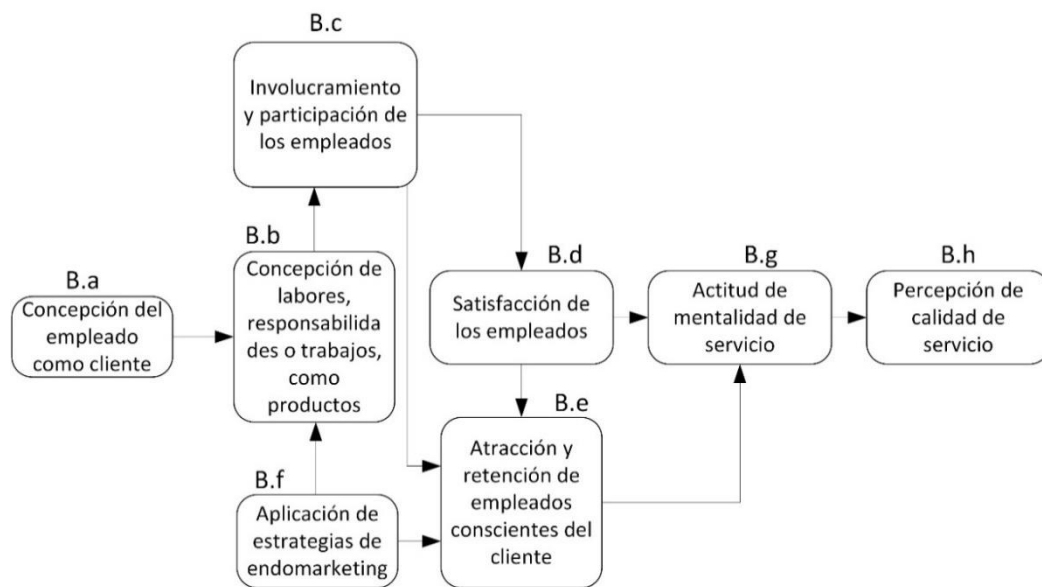 B.c
Involucramiento
y participación de
los empleados
B.b
Concepción de
labores,
responsabilida
des o trabajos,
como
productos
B.a
Concepción del
empleado
como cliente
B.d
Satisfacción de
los empleados
B.g
Actitud de
mentalidad de
servicio
B.h
Percepción de
calidad de
servicio
B.e
Atracción y
retención de
empleados
conscientes del
cliente
B.f
Aplicación de
estrategias de
endomarketing